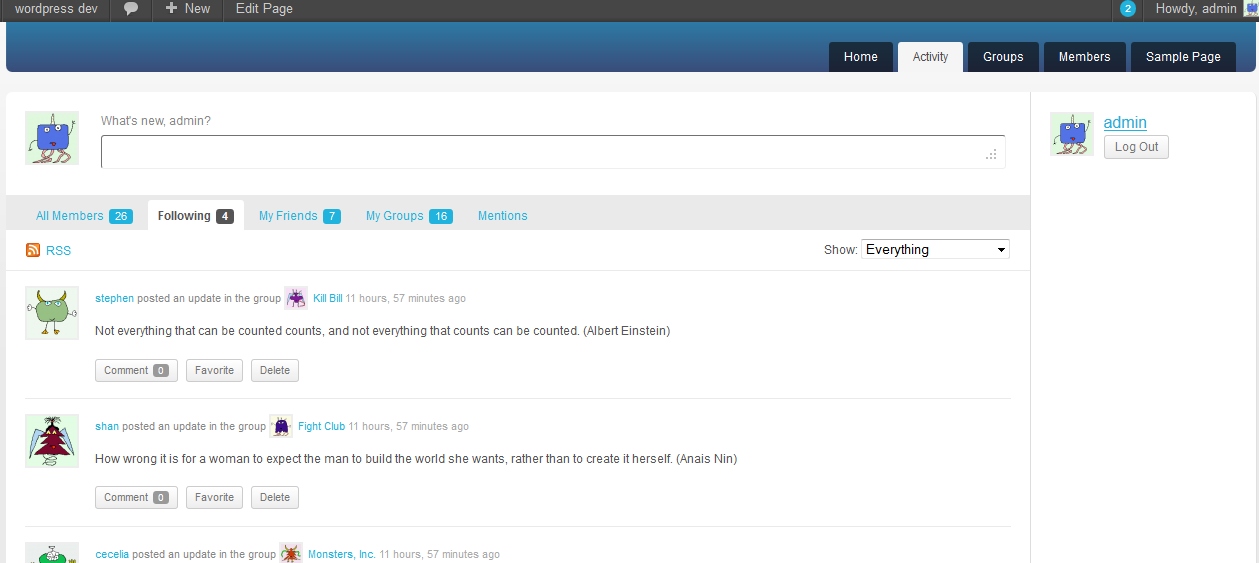 wordpress dev New Edit Page 2 Howdy, admin
Home Activity Groups Members Sample Page
What's new, admin?
admin
Log Out
All Members 26 Following 4 My Friends 7 My Groups 16 Mentions
RSS Show: Everything
stephen posted an update in the group Kill Bill 11 hours, 57 minutes ago
Not everything that can be counted counts, and not everything that counts can be counted. (Albert Einstein)
Comment 0 Favorite Delete
shan posted an update in the group Fight Club 11 hours, 57 minutes ago
How wrong it is for a woman to expect the man to build the world she wants, rather than to create it herself. (Anais Nin)
Comment 0 Favorite Delete
cecelia posted an update in the group Monsters, Inc. 11 hours, 57 minutes ago